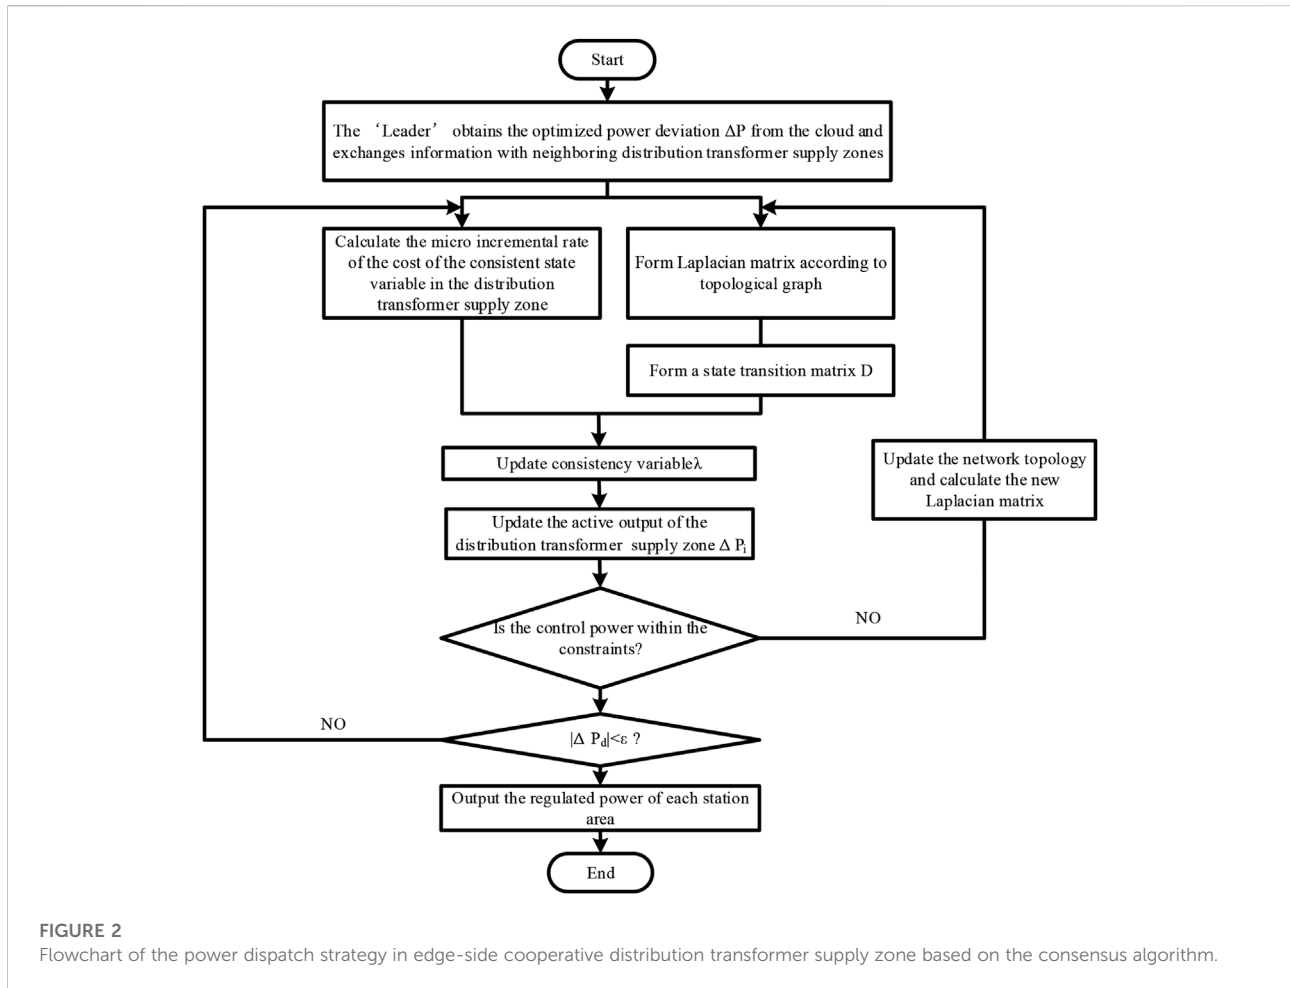 Start
The ‘Leader’ obtains the optimized power deviation ΔP from the cloud and
exchanges information with neighboring distribution transformer supply zones
Calculate the micro incremental rate
of the cost of the consistent state
variable in the distribution
transformer supply zone
Form Laplacian matrix according to
topological graph
Form a state transition matrix D
Update consistency variableλ
Update the network topology
and calculate the new
Laplacian matrix
Update the active output of the
distribution transformer supply zone Δ Pi
Is the control power within the
constraints?
NO
NO
|Δ Pd|<ε ?
Output the regulated power of each station
area
End
FIGURE 2
Flowchart of the power dispatch strategy in edge-side cooperative distribution transformer supply zone based on the consensus algorithm.